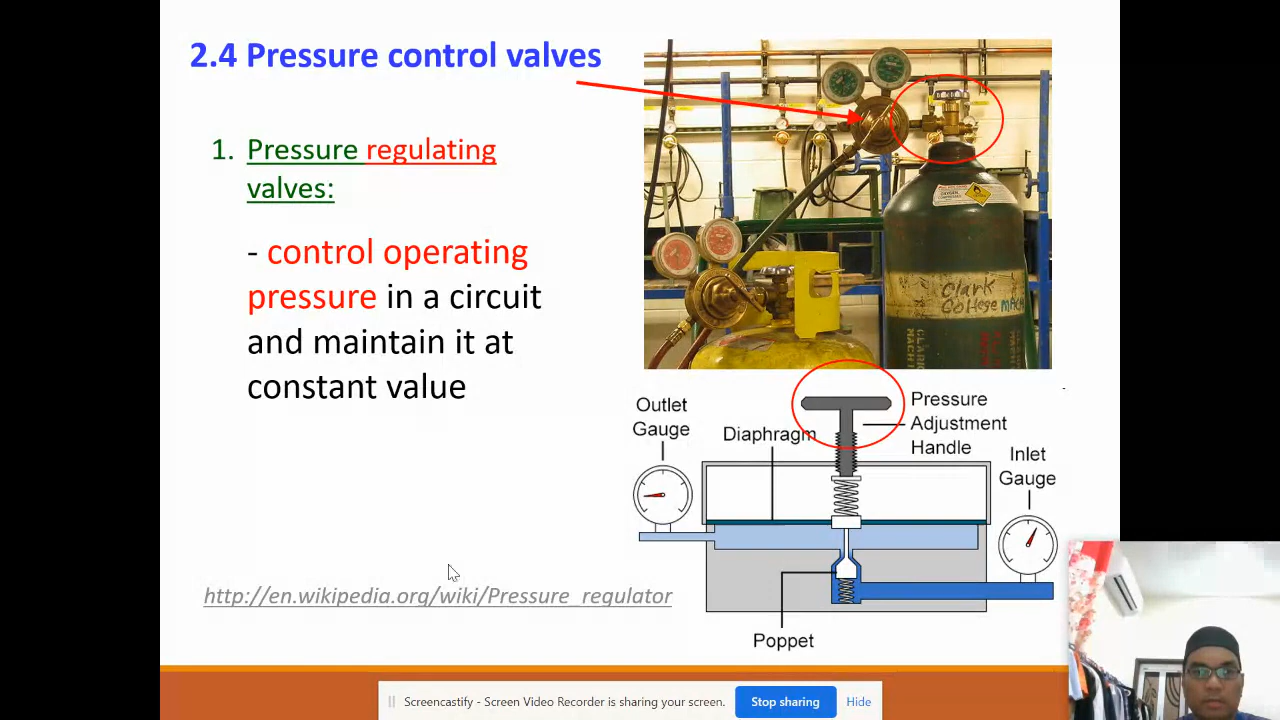 2.4 Pressure control valves
1. Pressure regulating
valves:
- control operating
pressure in a circuit
and maintain it at
constant value
http://en.wikipedia.org/wiki/Pressure_regulator
OXYGEN
Clark
College
Outlet
Gauge
Diaphragm
Pressure
Adjustment
Handle
Inlet
Gauge
Poppet
Screencastify - Screen Video Recorder is sharing your screen.
Stop sharing
Hide